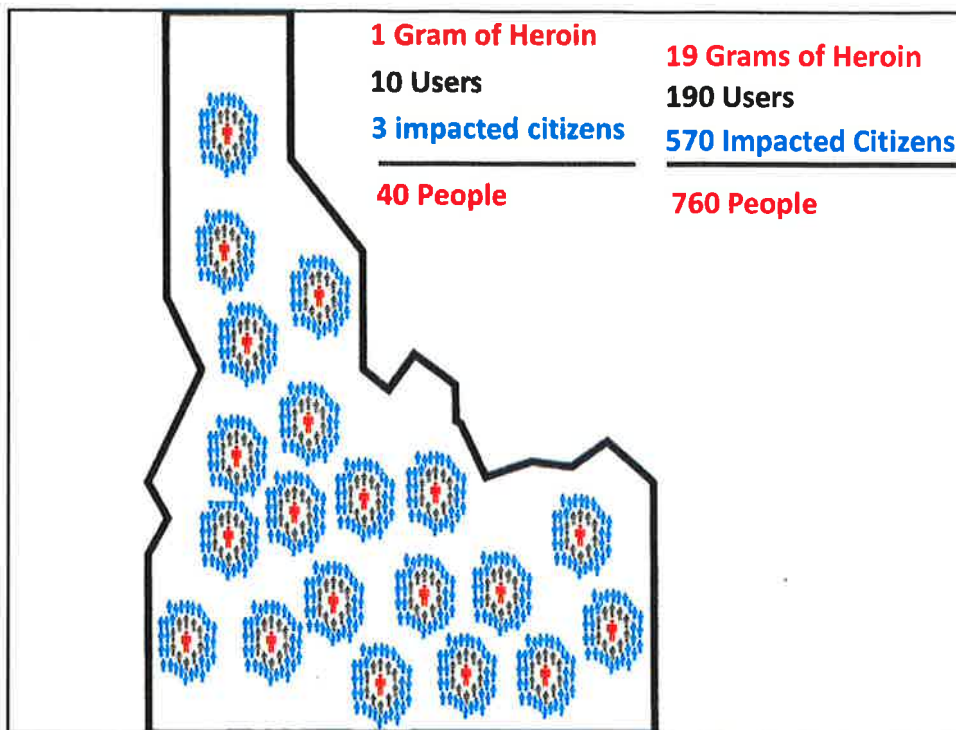 1 Gram of Heroin
10 Users
3 impacted citizens
40 People
19 Grams of Heroin
190 Users
570 Impacted Citizens
760 People